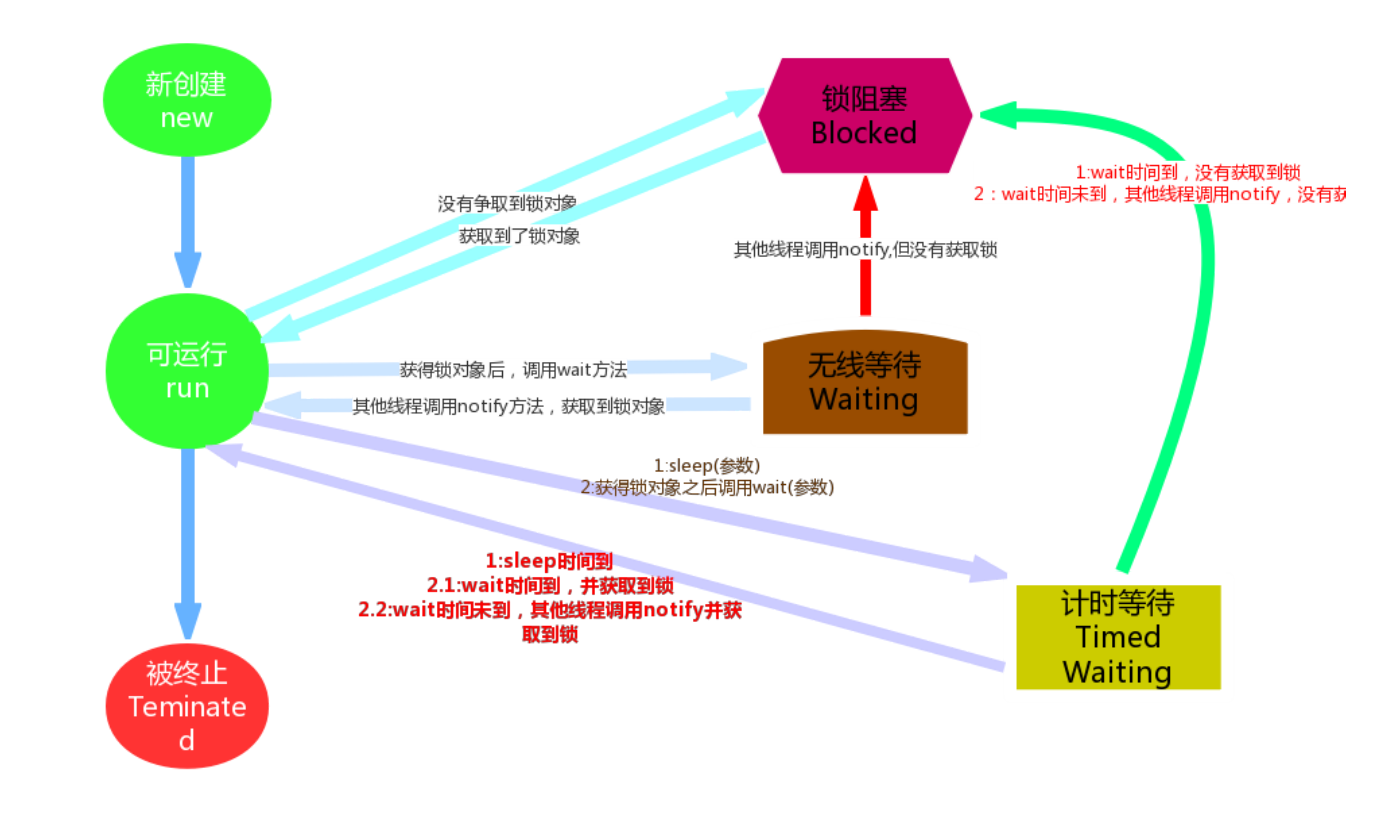 新创建
new
锁阻塞
Blocked
1:wait时间到，没有获取到锁
2：wait时间未到，其他线程调用notify，没有
没有争取到锁对象
获取到了锁对象
其他线程调用notify,但没有获取锁
可运行
run
获得锁对象后，调用wait方法
其他线程调用notify方法，获取到锁对象
无线等待
Waiting
1:sleep(参数)
2:获得锁对象之后调用wait(参数)
1:sleep时间到
2.1:wait时间到，并获取到锁
2.2:wait时间未到，其他线程调用notify并获
取到锁
计时等待
Timed
Waiting
被终止
Teminate
d